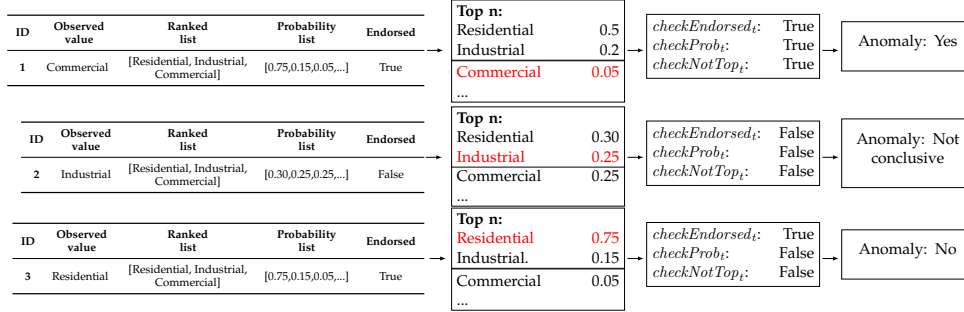 ID Observed value Ranked list Probability list Endorsed
1 Commercial [Residential, Industrial, Commercial] [0.75,0.15,0.05,...] True
Top n:
Residential 0.5
Industrial 0.2
Commercial 0.05
...
checkEndorsed_t: True
checkProb_t: True
checkNotTop_t: True
Anomaly: Yes
ID Observed value Ranked list Probability list Endorsed
2 Industrial [Residential, Industrial, Commercial] [0.30,0.25,0.25,...] False
Top n:
Residential 0.30
Industrial 0.25
Commercial 0.25
...
checkEndorsed_t: False
checkProb_t: False
checkNotTop_t: False
Anomaly: Not
conclusive
ID Observed value Ranked list Probability list Endorsed
3 Residential [Residential, Industrial, Commercial] [0.75,0.15,0.05,...] True
Top n:
Residential 0.75
Industrial. 0.15
Commercial 0.05
...
checkEndorsed_t: True
checkProb_t: False
checkNotTop_t: False
Anomaly: No